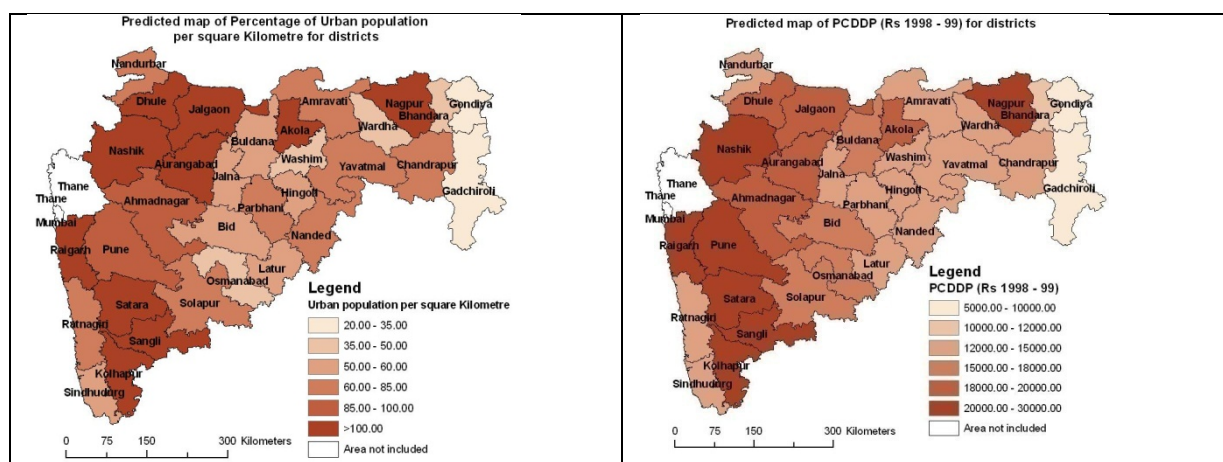 Predicted map of Percentage of Urban population
per square Kilometre for districts
Nandurbar
Dhule
Jalgaon
Amravati
Nagpur
Bhandara
Gondiya
Nashik
Buldana
Akola
Wardha
Aurangabad
Washim
Yavatmal
Chandrapur
Jalna
Thane
Thane
Ahmadnagar
Hingoli
Gadchiroli
Parbhani
Mumbai
Raigarh
Pune
Bid
Nanded
Latur
Osmanabad
Satara
Solapur
Ratnagiri
Sangli
Kolhapur
Sindhudurg
Legend
Urban population per square Kilometre
20.00 - 35.00
35.00 - 50.00
50.00 - 60.00
60.00 - 85.00
85.00 - 100.00
>100.00
Area not included
0 75 150 300 Kilometers
Predicted map of PCDDP (Rs 1998 - 99) for districts
Nandurbar
Dhule
Jalgaon
Amravati
Nagpur
Bhandara
Gondiya
Nashik
Buldana
Akola
Wardha
Aurangabad
Washim
Yavatmal
Chandrapur
Jalna
Thane
Thane
Ahmadnagar
Hingoli
Gadchiroli
Parbhani
Mumbai
Raigarh
Pune
Bid
Nanded
Latur
Osmanabad
Satara
Solapur
Ratnagiri
Sangli
Kolhapur
Sindhudurg
Legend
PCDDP (Rs 1998 - 99)
5000.00 - 10000.00
10000.00 - 12000.00
12000.00 - 15000.00
15000.00 - 18000.00
18000.00 - 20000.00
20000.00 - 30000.00
Area not included
0 75 150 300 Kilometers